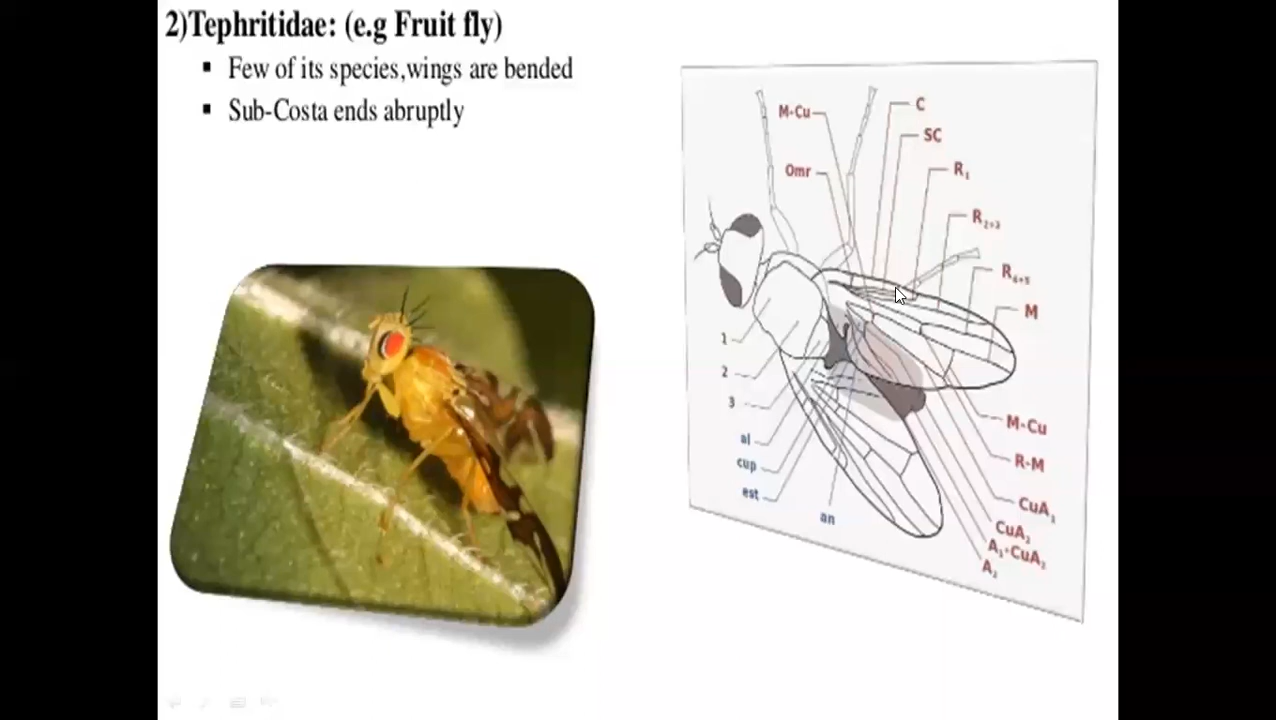 2)Tephritidae: (e.g Fruit fly)
▪ Few of its species,wings are bended
▪ Sub-Costa ends abruptly
M-Cu
C
SC
Omr
R₁
R₂₊₃
R₄₊₅
M
1
2
3
al
cup
est
an
M-Cu
R-M
CuA₁
CuA₂
A₁+CuA₂
A₂